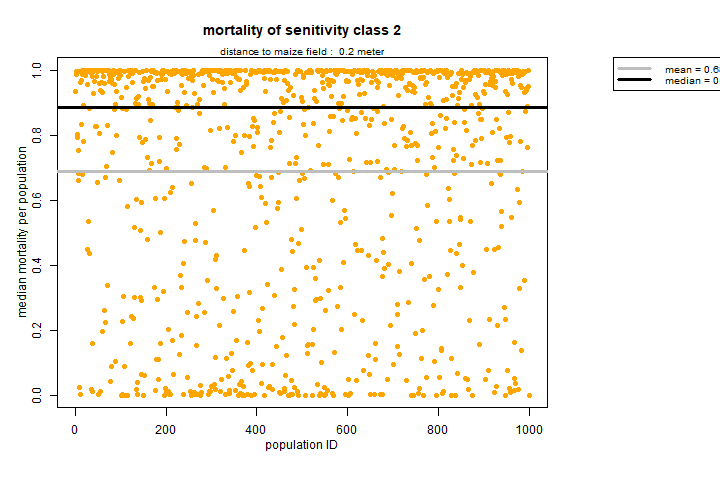 mortality of senitivity class 2
distance to maize field : 0.2 meter
mean = 0.6
median = 0
median mortality per population
1.0
0.8
0.6
0.4
0.2
0.0
0
200
400
600
800
1000
population ID